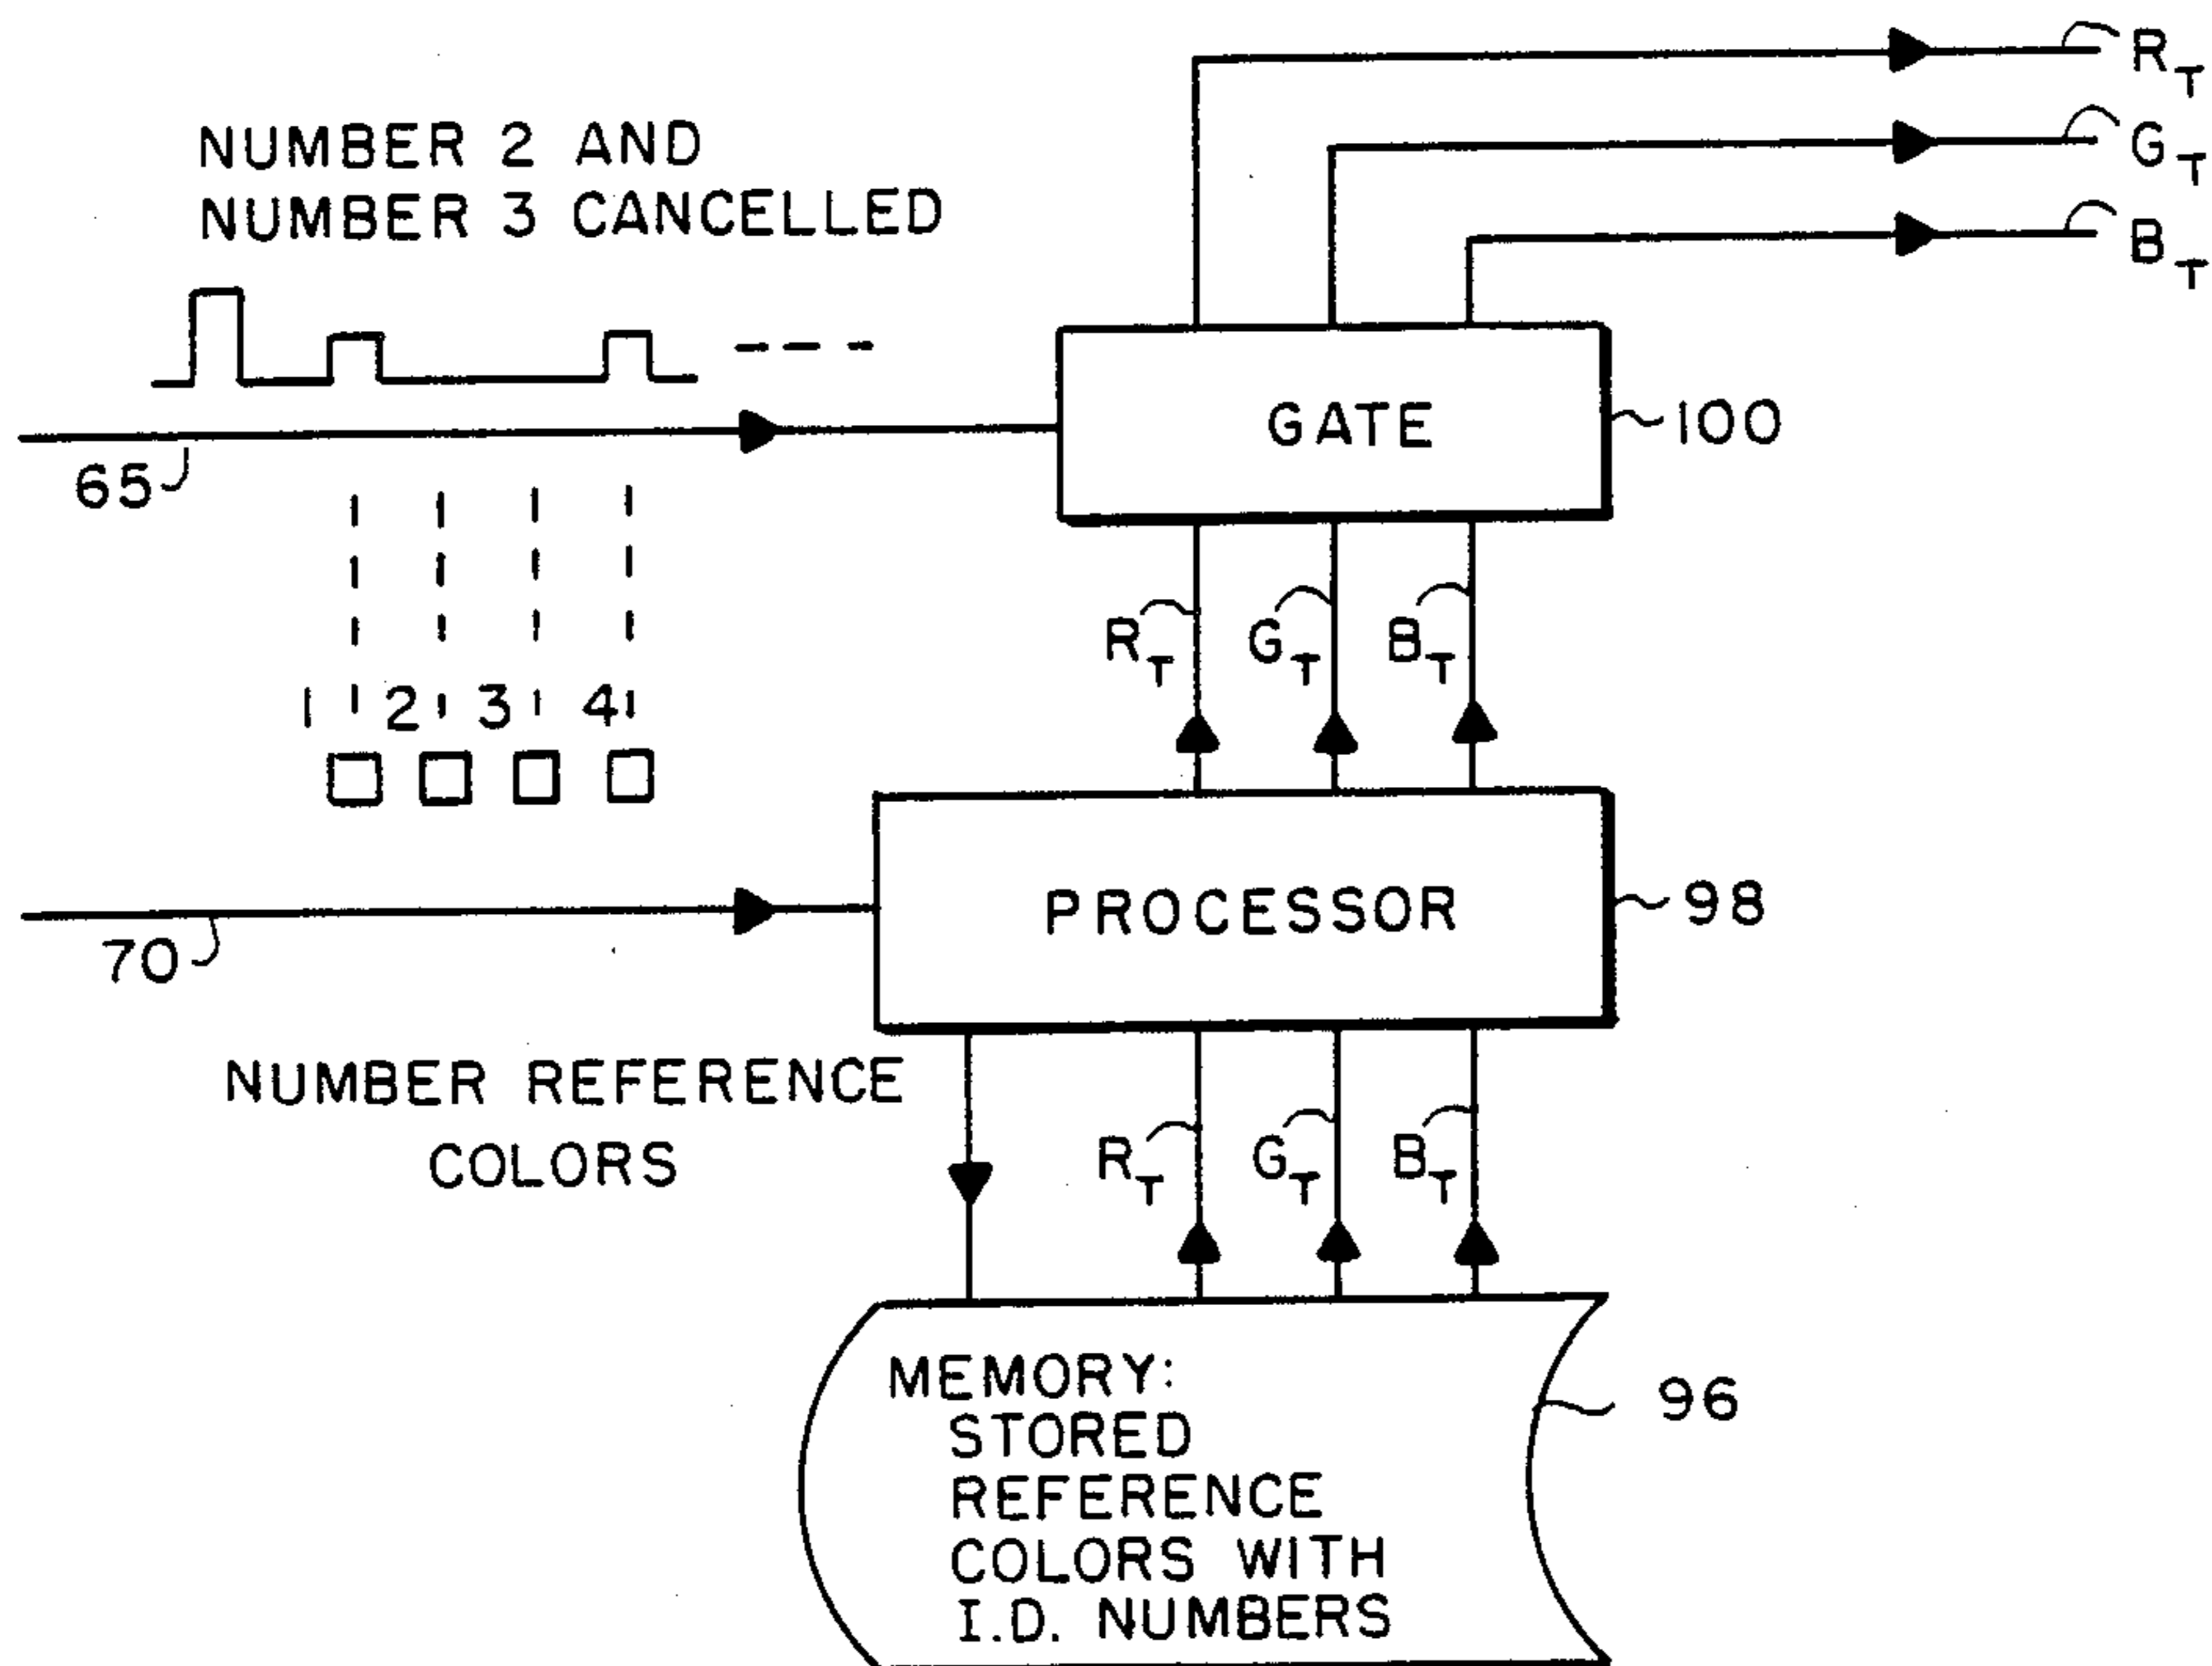 R_T
G_T
B_T
NUMBER 2 AND
NUMBER 3 CANCELLED
GATE
100
65
R_T G_T B_T
1 2 3 4
PROCESSOR
98
70
NUMBER REFERENCE
COLORS
R_T G_T B_T
MEMORY:
STORED
REFERENCE
COLORS WITH
I.D. NUMBERS
96